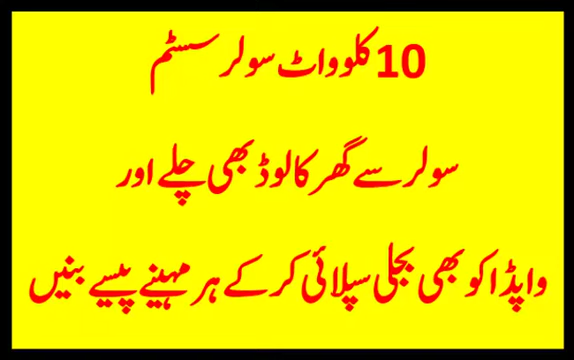 10 کلوواٹ سولر سسٹم
سولر سے گھر کا لوڈ بھی چلے اور
واپڈا کو بھی بجلی سپلائی کر کے ہر مہینے پیسے بنیں